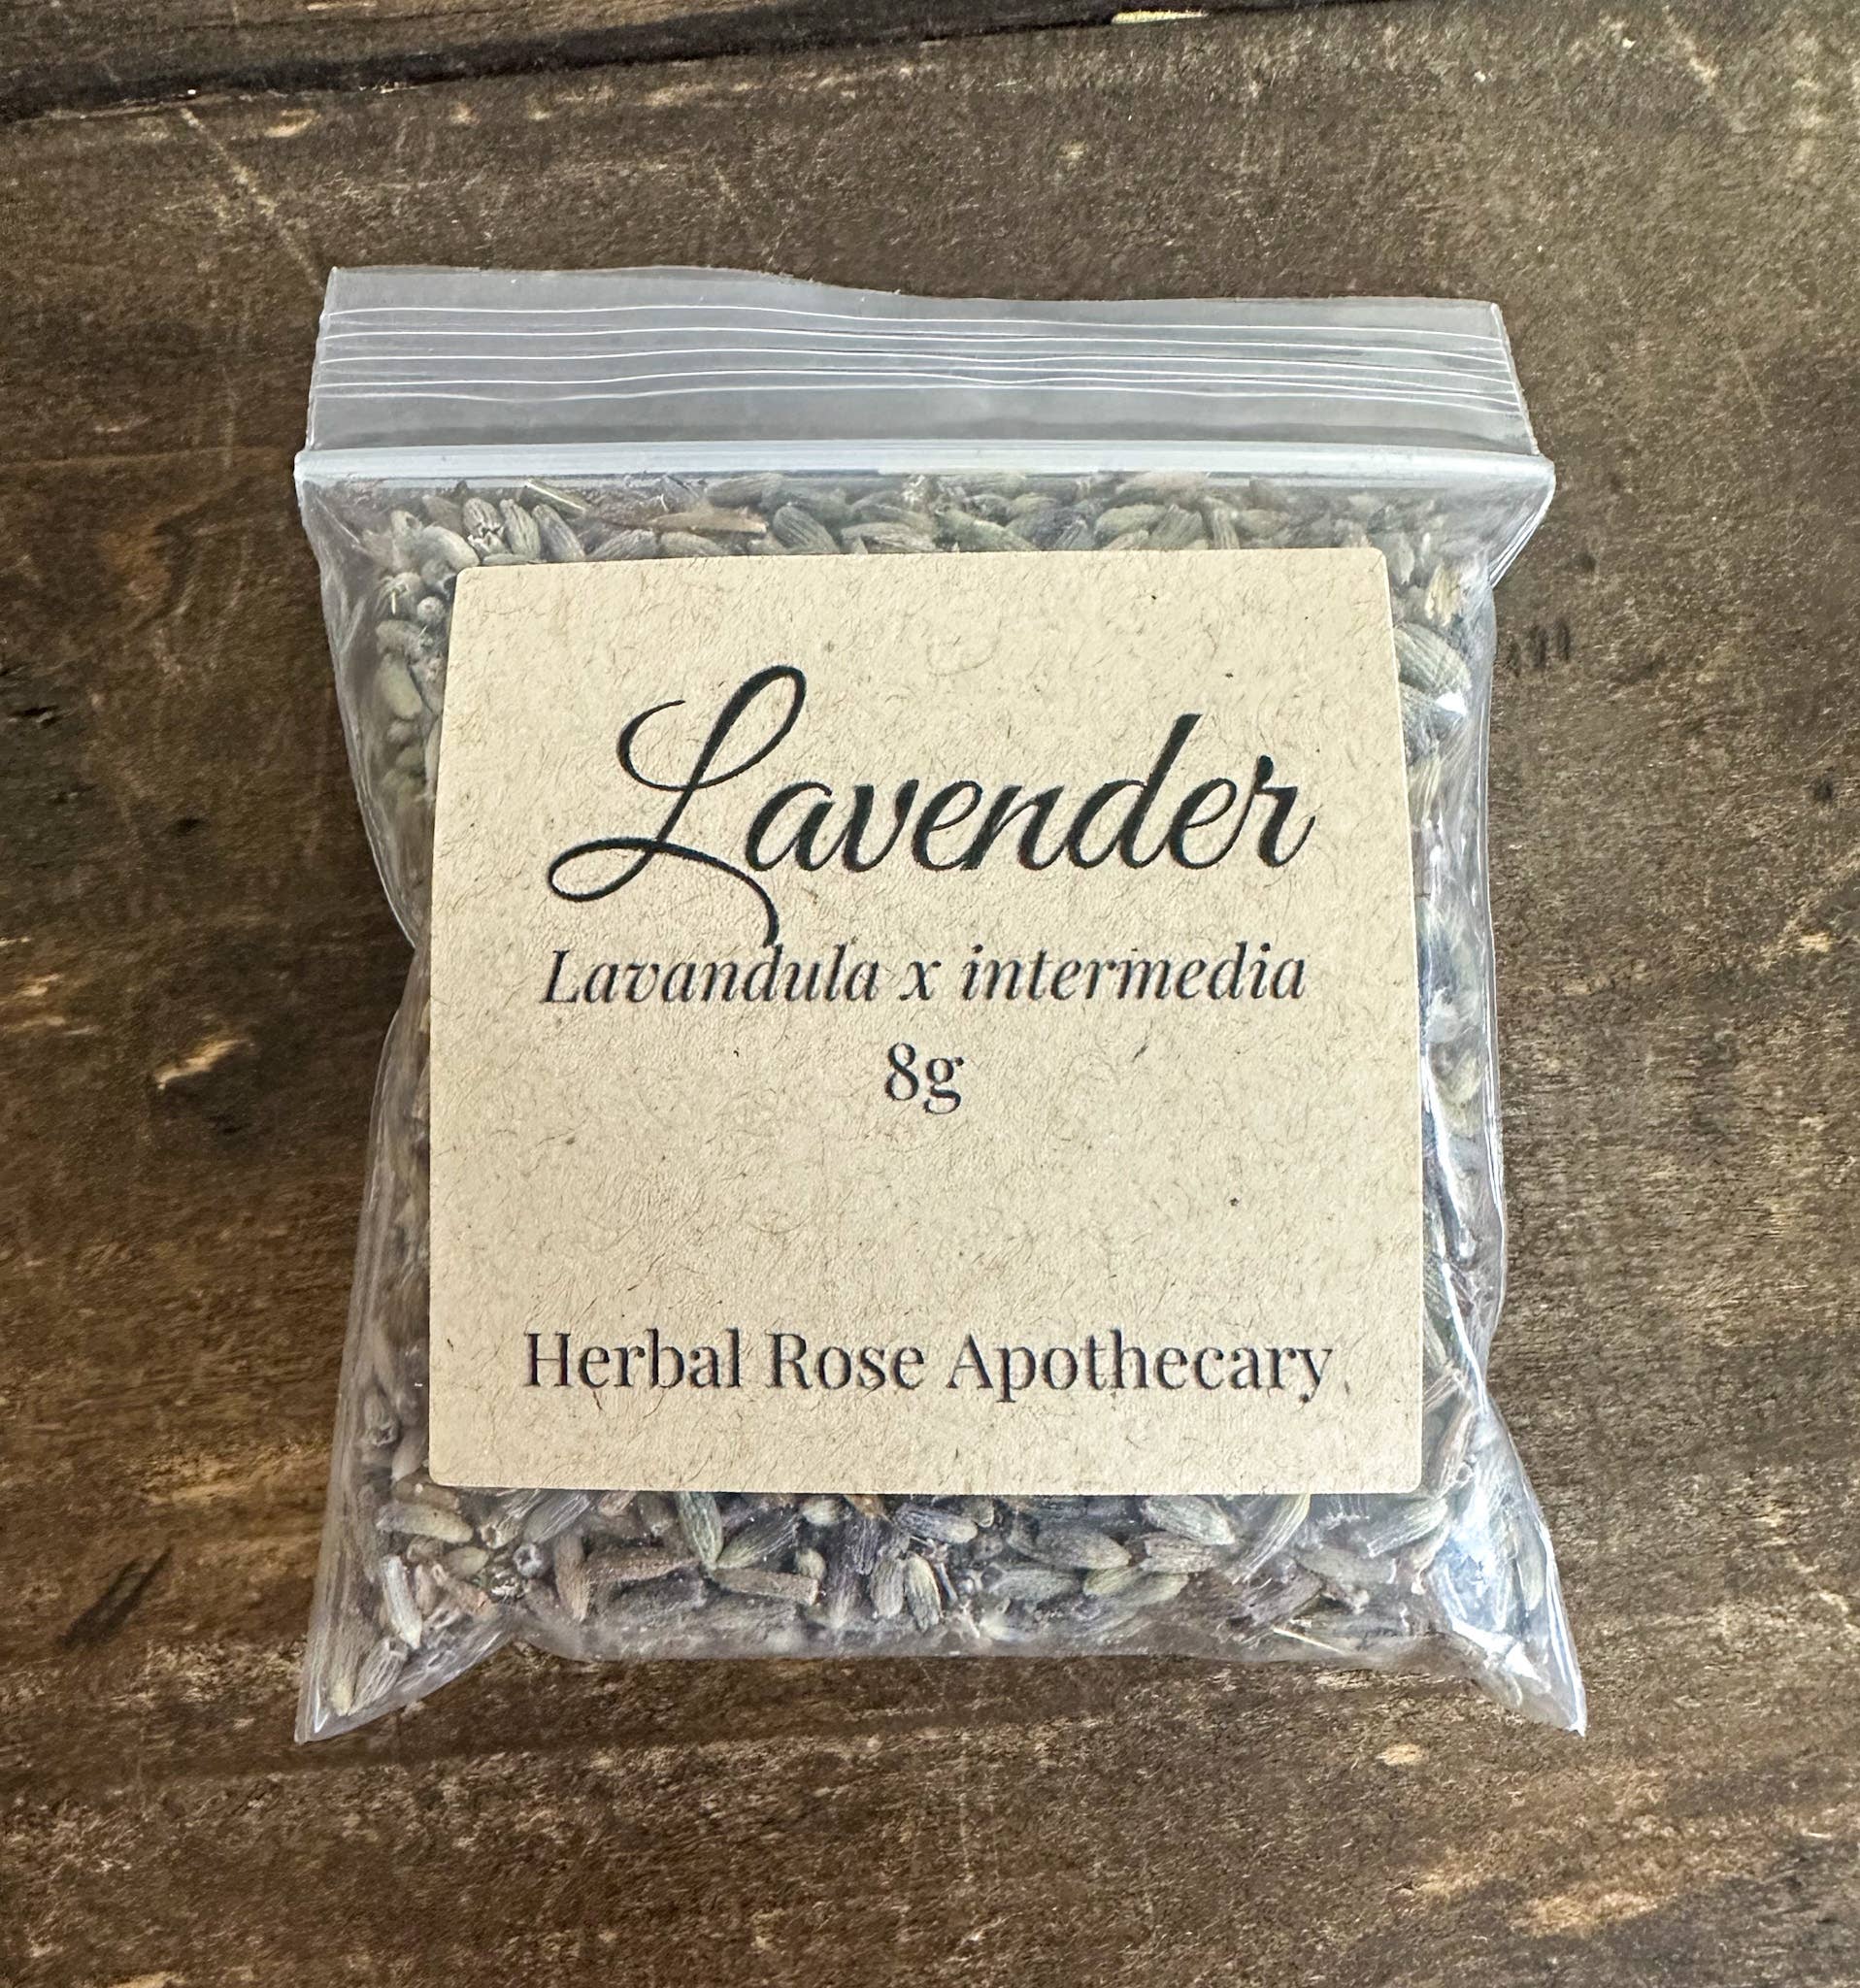 Lavender
Lavandula x intermedia
8g
Herbal Rose Apothecary